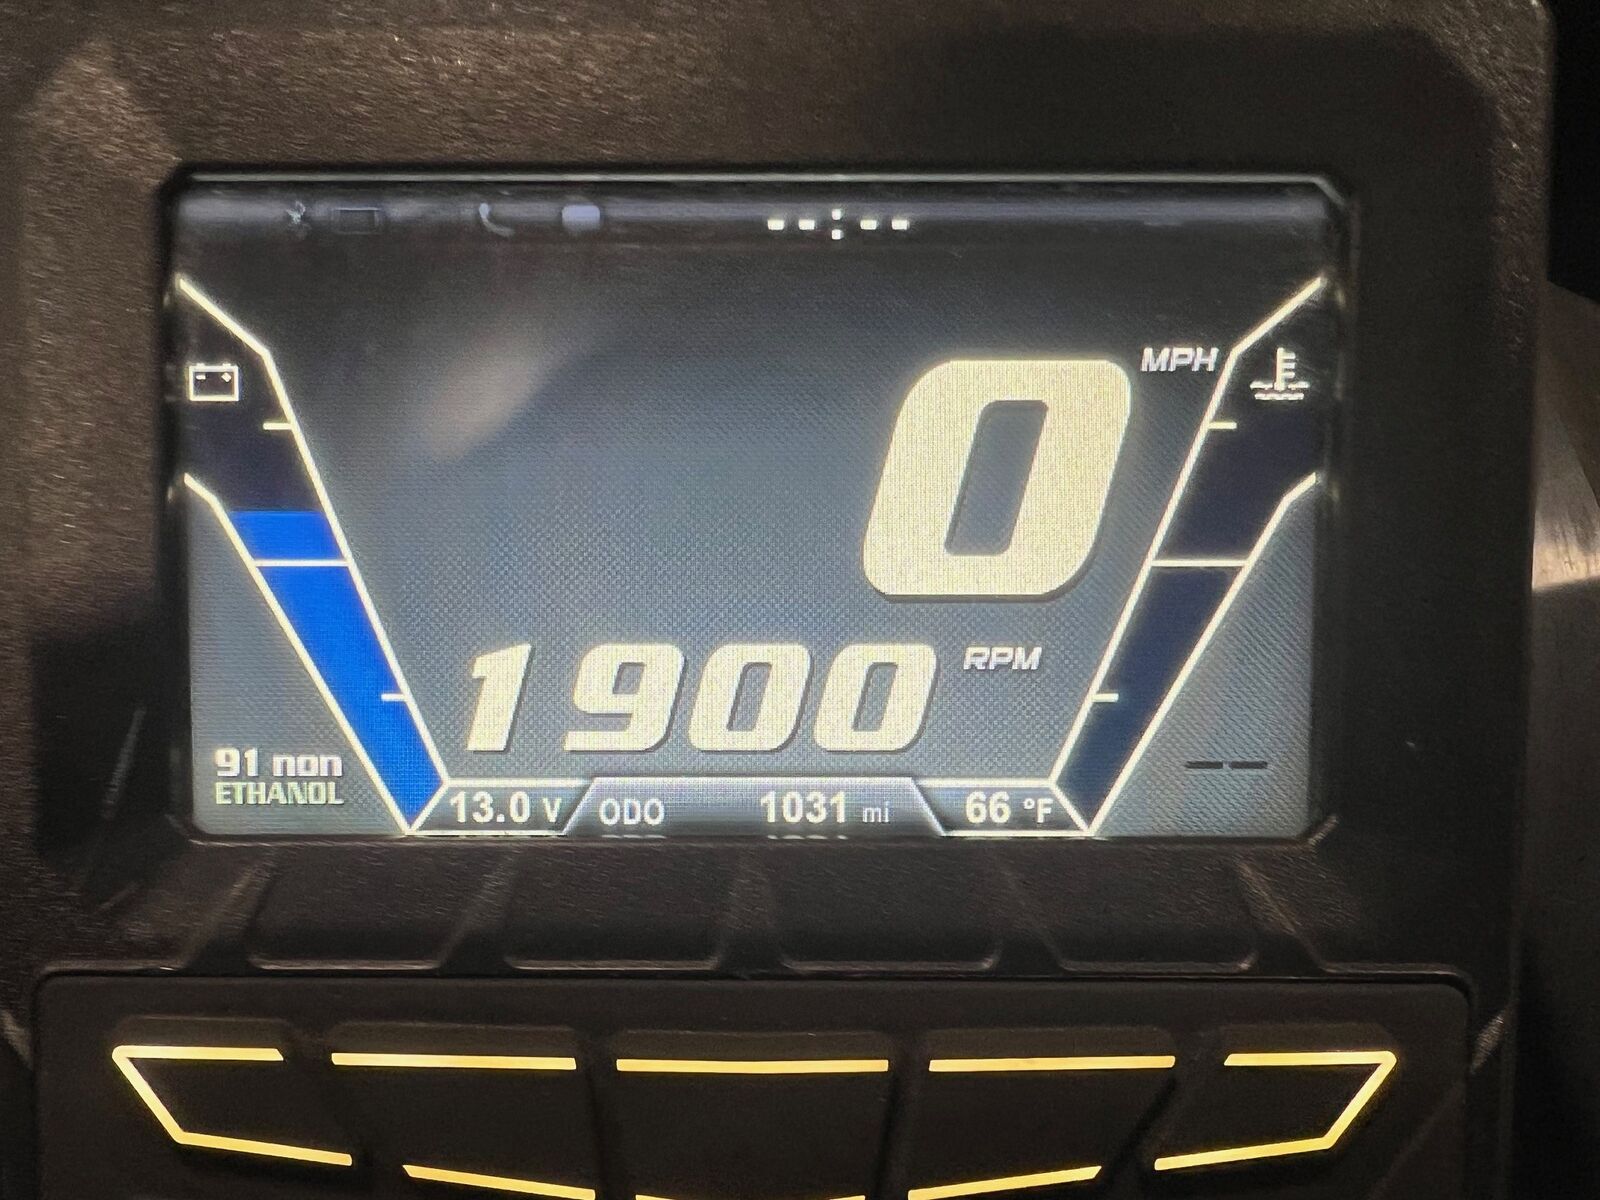 --:--
0 MPH
1900 RPM
91 non
ETHANOL
13.0 V ODO 1031 mi 66 °F
--